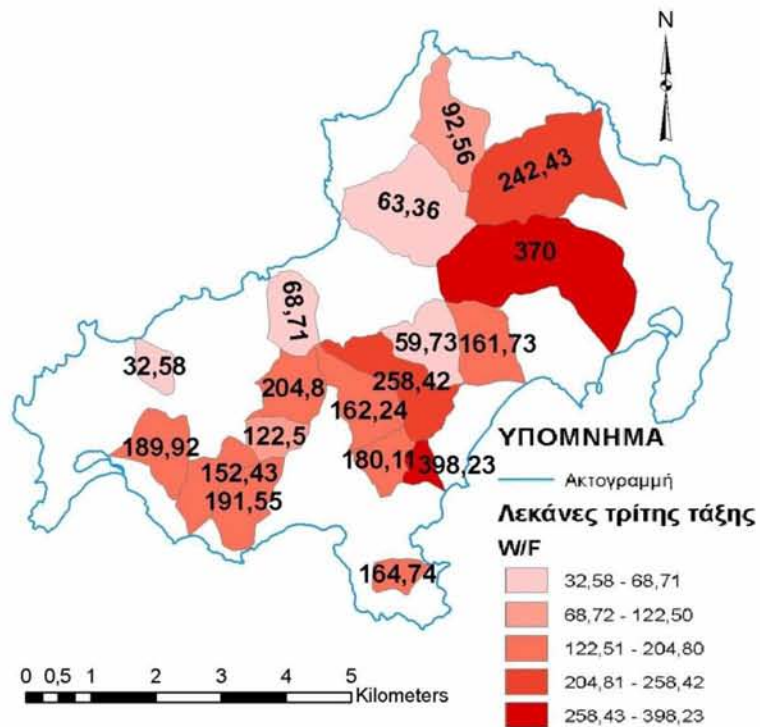 N
92,56
242,43
63,36
370
68,71
59,73
161,73
32,58
258,42
204,8
162,24
122,5
189,92
152,43
180,11
398,23
191,55
164,74
ΥΠΟΜΝΗΜΑ
Ακτογραμμή
Λεκάνες τρίτης τάξης
W/F
32,58 - 68,71
68,72 - 122,50
122,51 - 204,80
204,81 - 258,42
258,43 - 398,23
0 0,5 1 2 3 4 5
Kilometers